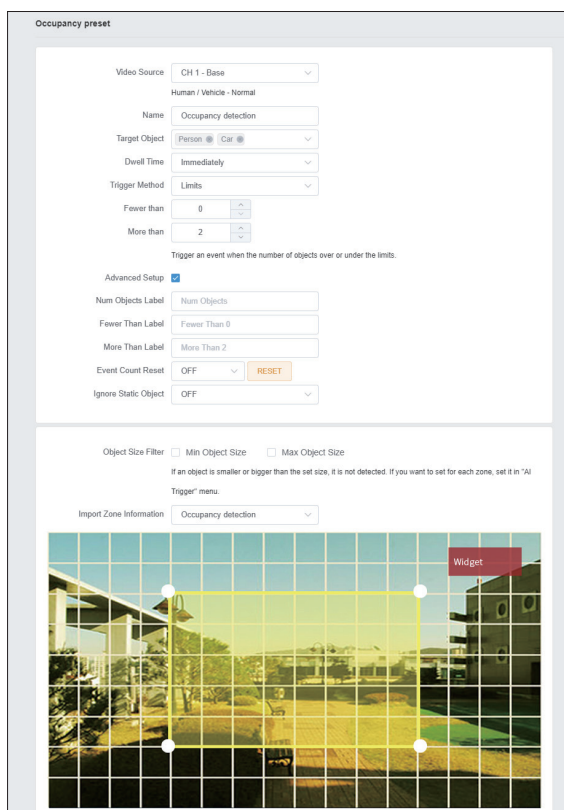 Occupancy preset
Video Source CH 1 - Base
Human / Vehicle - Normal
Name Occupancy detection
Target Object Person Car
Dwell Time Immediately
Trigger Method Limits
Fewer than 0
More than 2
Trigger an event when the number of objects over or under the limits.
Advanced Setup
Num Objects Label Num Objects
Fewer Than Label Fewer Than 0
More Than Label More Than 2
Event Count Reset OFF RESET
Ignore Static Object OFF
Object Size Filter Min Object Size Max Object Size
If an object is smaller or bigger than the set size, it is not detected. If you want to set for each zone, set it in "AI
Trigger" menu.
Import Zone Information Occupancy detection
Widget